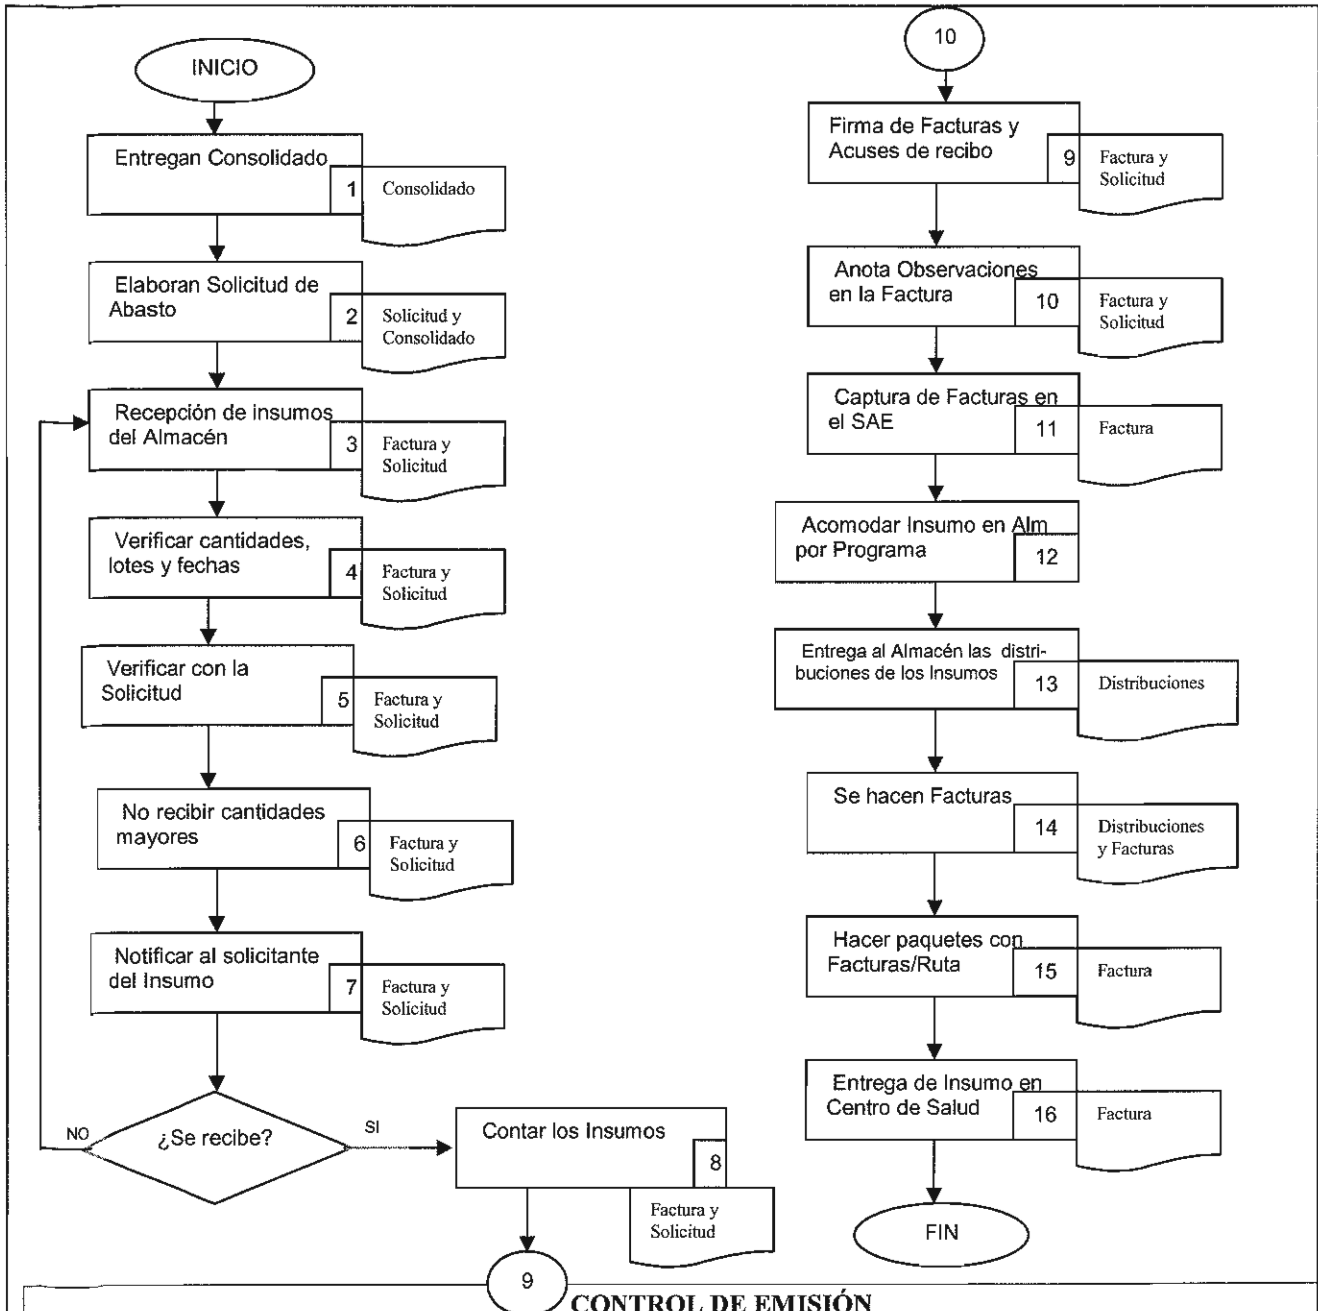 INICIO
Entregan Consolidado
1
Consolidado
Elaboran Solicitud de
Abasto
2
Solicitud y
Consolidado
Recepción de insumos
del Almacén
3
Factura y
Solicitud
Verificar cantidades,
lotes y fechas
4
Factura y
Solicitud
Verificar con la
Solicitud
5
Factura y
Solicitud
No recibir cantidades
mayores
6
Factura y
Solicitud
Notificar al solicitante
del Insumo
7
Factura y
Solicitud
¿Se recibe?
NO
SI
Contar los Insumos
8
Factura y
Solicitud
9
10
Firma de Facturas y
Acuses de recibo
9
Factura y
Solicitud
Anota Observaciones
en la Factura
10
Factura y
Solicitud
Captura de Facturas en
el SAE
11
Factura
Acomodar Insumo en Alm
por Programa
12
Entrega al Almacén las distri-
buciones de los Insumos
13
Distribuciones
Se hacen Facturas
14
Distribuciones
y Facturas
Hacer paquetes con
Facturas/Ruta
15
Factura
Entrega de Insumo en
Centro de Salud
16
Factura
FIN
CONTROL DE EMISIÓN